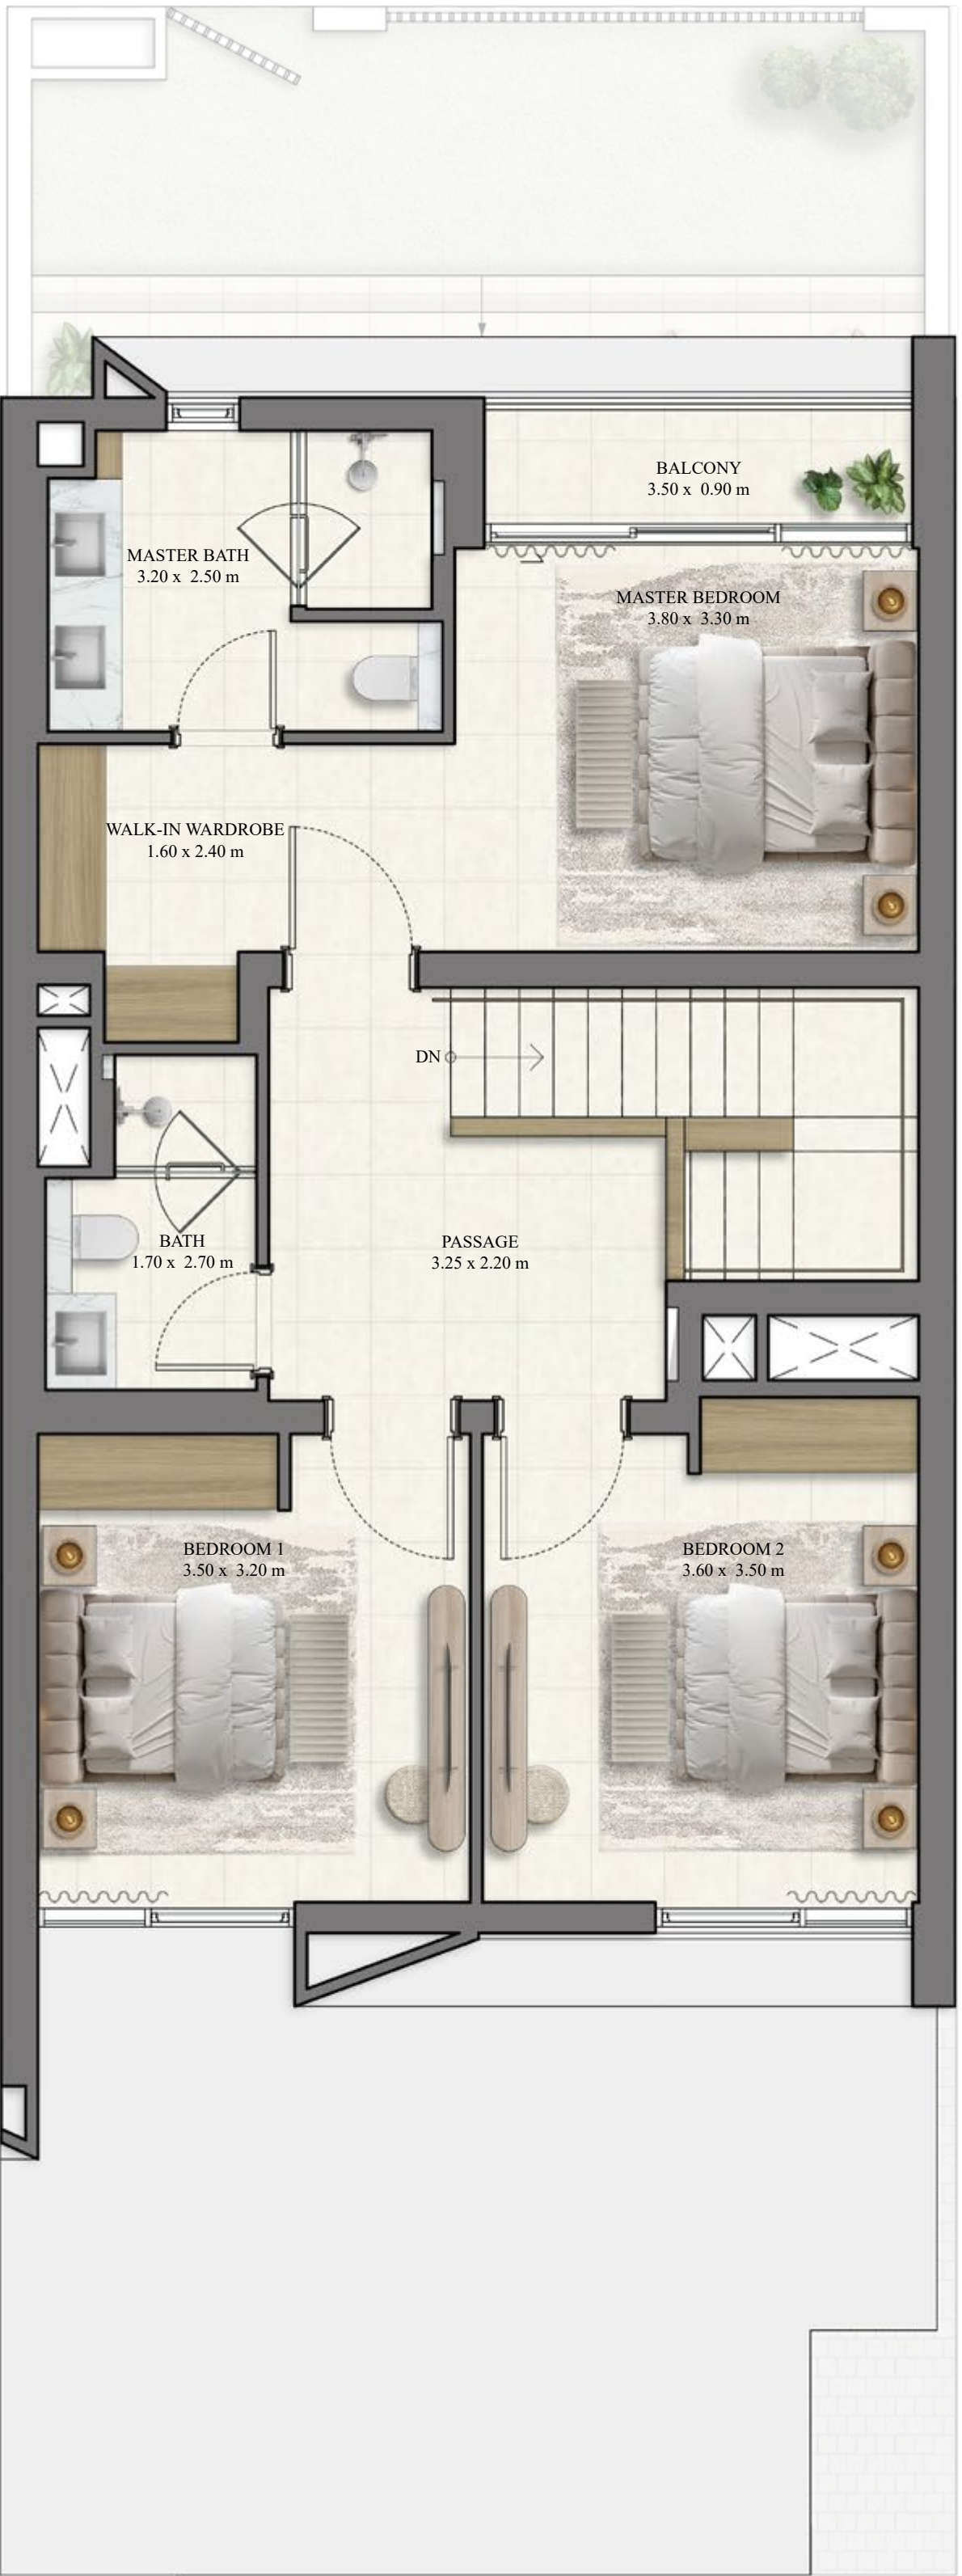 BALCONY
3.50 x 0.90 m
MASTER BATH
3.20 x 2.50 m
MASTER BEDROOM
3.80 x 3.30 m
WALK-IN WARDROBE
1.60 x 2.40 m
DN
PASSAGE
3.25 x 2.20 m
BATH
1.70 x 2.70 m
BEDROOM 1
3.50 x 3.20 m
BEDROOM 2
3.60 x 3.50 m